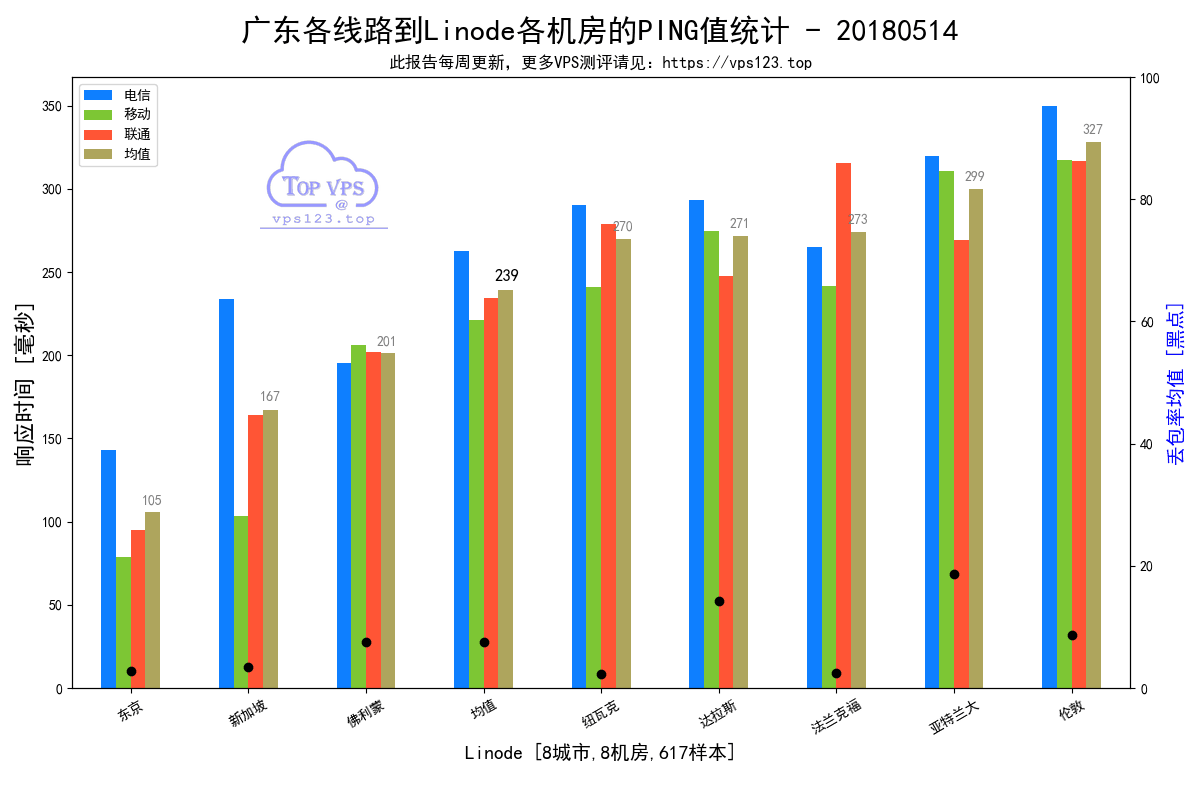 广东各线路到Linode各机房的PING值统计 - 20180514
此报告每周更新，更多VPS测评请见：https://vps123.top
电信
移动
联通
均值
TOP VPS
@
vps123.top
响应时间 [毫秒]
350
300
250
200
150
100
50
0
100
80
60
40
20
0
丢包率均值 [黑点]
105
167
201
239
270
271
273
299
327
东京
新加坡
佛利蒙
均值
纽瓦克
达拉斯
法兰克福
亚特兰大
伦敦
Linode [8城市,8机房,617样本]